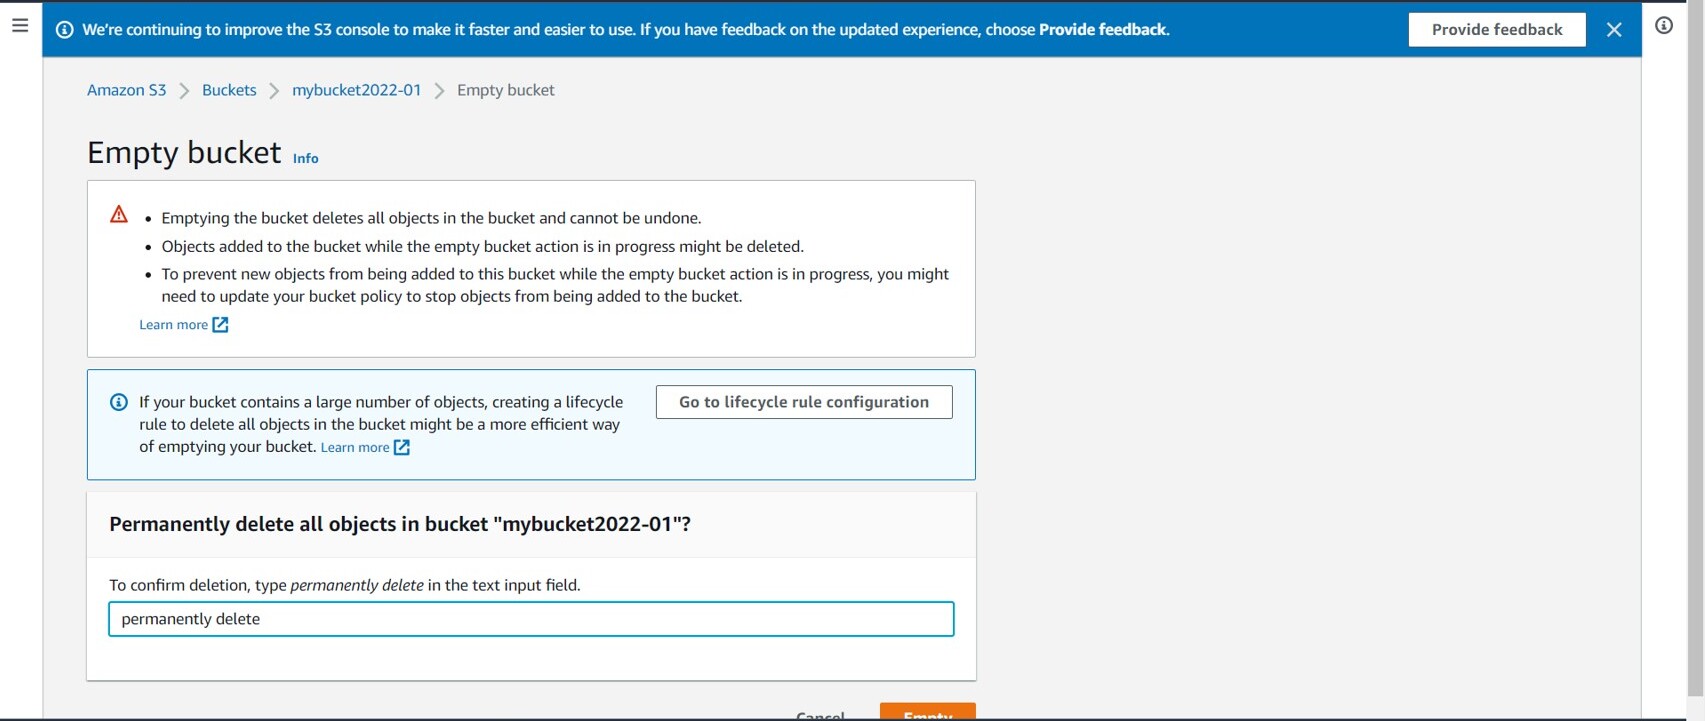 We're continuing to improve the S3 console to make it faster and easier to use. If you have feedback on the updated experience, choose Provide feedback.
Provide feedback
Amazon S3 > Buckets > mybucket2022-01 > Empty bucket
Empty bucket Info
• Emptying the bucket deletes all objects in the bucket and cannot be undone.
• Objects added to the bucket while the empty bucket action is in progress might be deleted.
• To prevent new objects from being added to this bucket while the empty bucket action is in progress, you might
need to update your bucket policy to stop objects from being added to the bucket.
Learn more
If your bucket contains a large number of objects, creating a lifecycle
rule to delete all objects in the bucket might be a more efficient way
of emptying your bucket. Learn more
Go to lifecycle rule configuration
Permanently delete all objects in bucket "mybucket2022-01"?
To confirm deletion, type permanently delete in the text input field.
permanently delete
Cancel
Empty